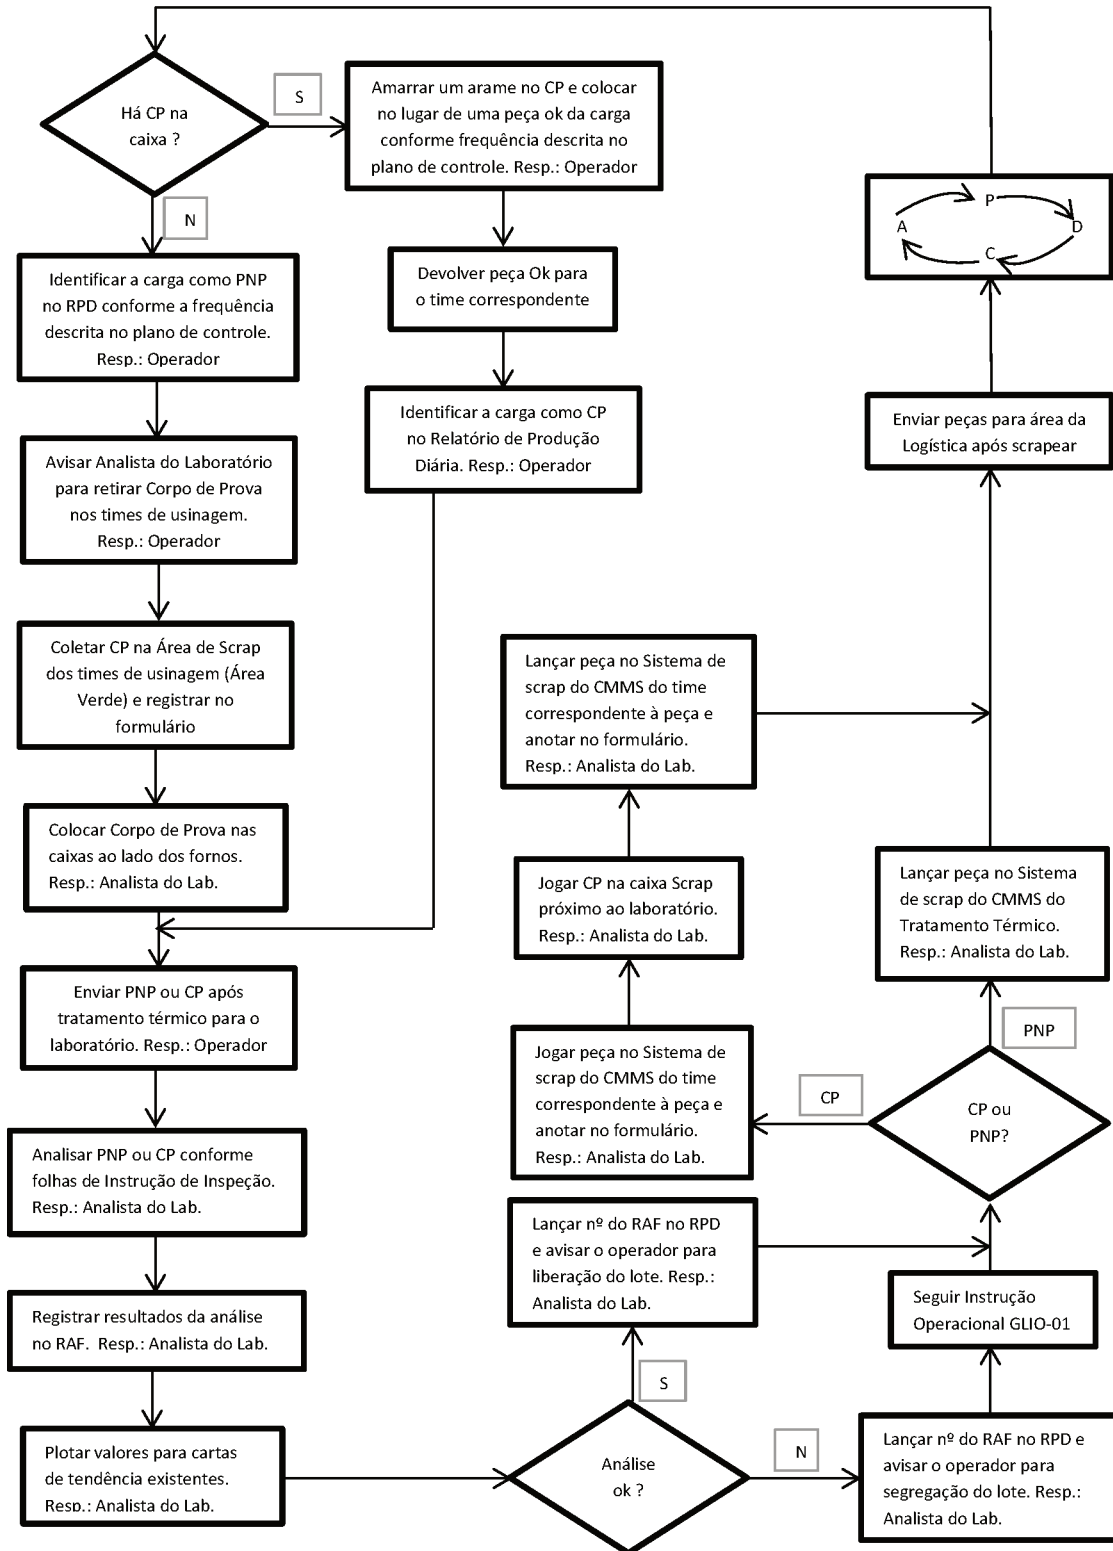 Há CP na
caixa ?
S
Amarrar um arame no CP e colocar
no lugar de uma peça ok da carga
conforme frequência descrita no
plano de controle. Resp.: Operador
N
Identificar a carga como PNP
no RPD conforme a frequência
descrita no plano de controle.
Resp.: Operador
Devolver peça Ok para
o time correspondente
Identificar a carga como CP
no Relatório de Produção
Diária. Resp.: Operador
Avisar Analista do Laboratório
para retirar Corpo de Prova
nos times de usinagem.
Resp.: Operador
Coletar CP na Área de Scrap
dos times de usinagem (Área
Verde) e registrar no
formulário
Colocar Corpo de Prova nas
caixas ao lado dos fornos.
Resp.: Analista do Lab.
Enviar PNP ou CP após
tratamento térmico para o
laboratório. Resp.: Operador
Analisar PNP ou CP conforme
folhas de Instrução de Inspeção.
Resp.: Analista do Lab.
Registrar resultados da análise
no RAF. Resp.: Analista do Lab.
Plotar valores para cartas
de tendência existentes.
Resp.: Analista do Lab.
Análise
ok ?
S
Lançar nº do RAF no RPD
e avisar o operador para
liberação do lote. Resp.:
Analista do Lab.
N
Lançar nº do RAF no RPD e
avisar o operador para
segregação do lote. Resp.:
Analista do Lab.
Seguir Instrução
Operacional GLIO-01
CP ou
PNP?
CP
Jogar peça no Sistema de
scrap do CMMS do time
correspondente à peça e
anotar no formulário.
Resp.: Analista do Lab.
Jogar CP na caixa Scrap
próximo ao laboratório.
Resp.: Analista do Lab.
Lançar peça no Sistema de
scrap do CMMS do time
correspondente à peça e
anotar no formulário.
Resp.: Analista do Lab.
PNP
Lançar peça no Sistema
de scrap do CMMS do
Tratamento Térmico.
Resp.: Analista do Lab.
Enviar peças para área da
Logística após scrapear
P
A
D
C